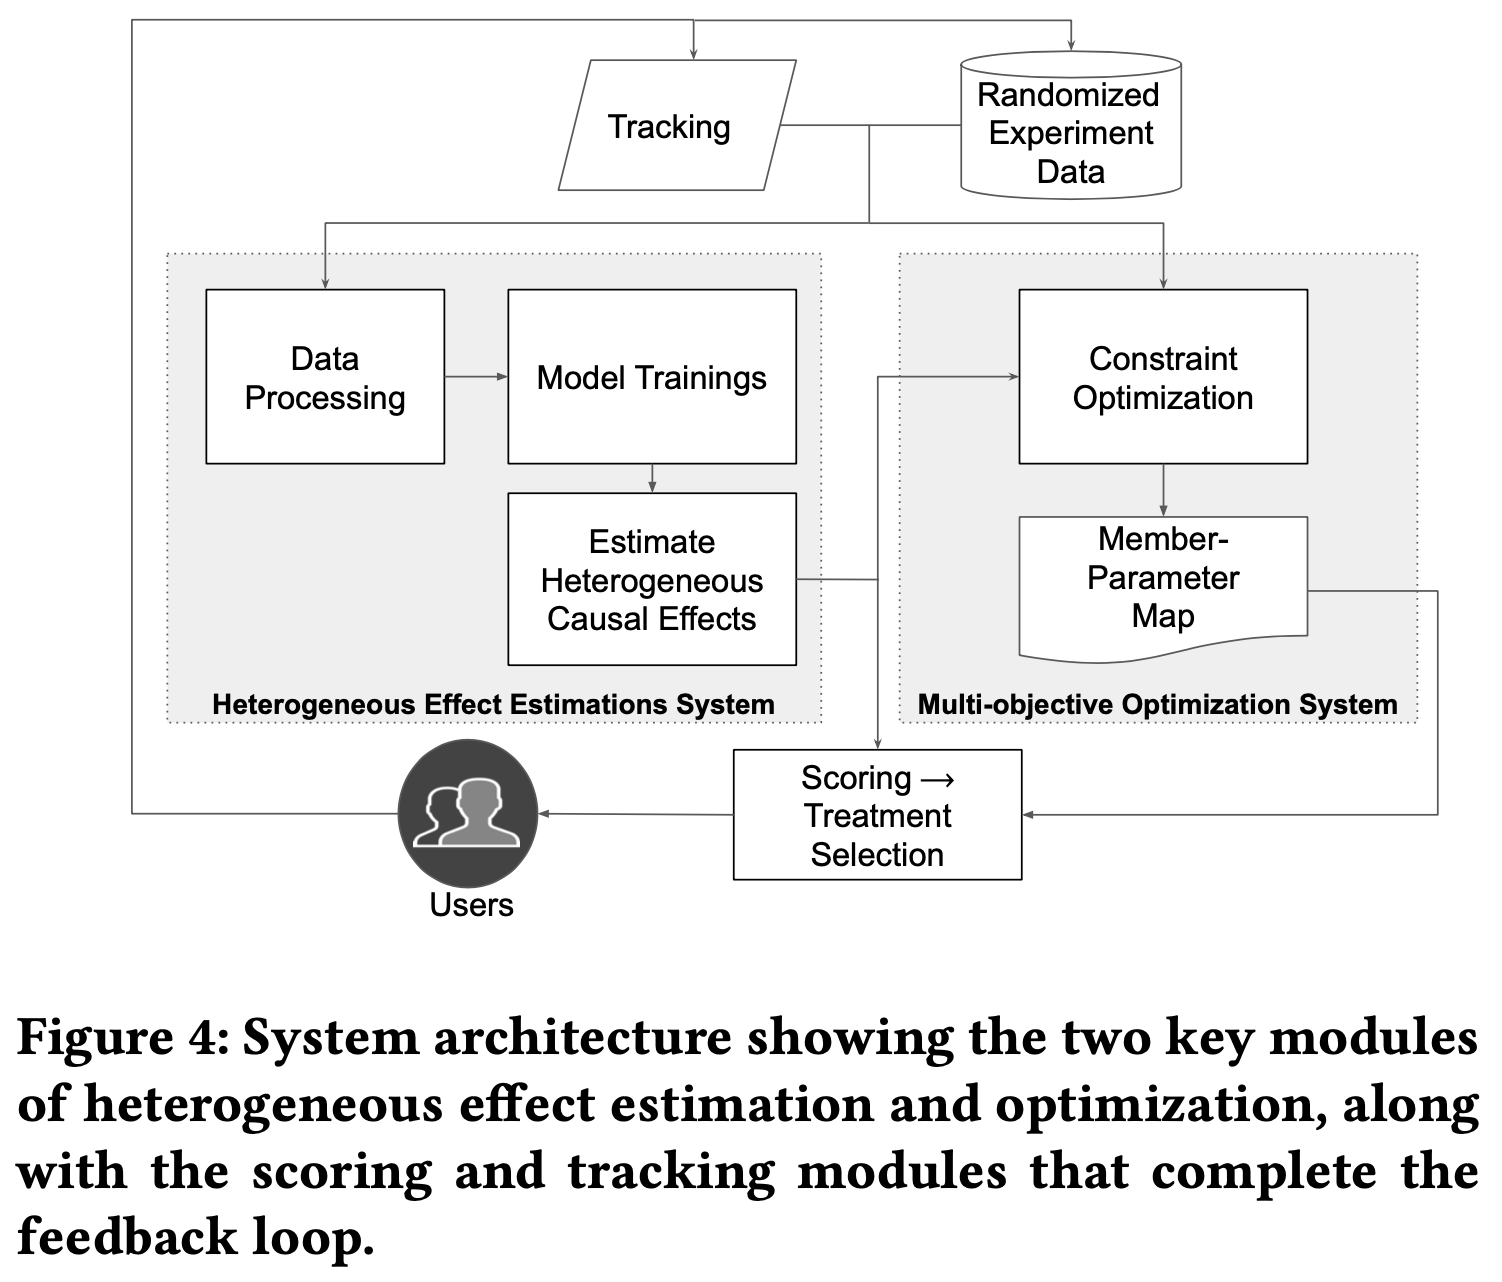 Tracking
Randomized
Experiment
Data
Data
Processing
Model Trainings
Estimate
Heterogeneous
Causal Effects
Heterogeneous Effect Estimations System
Constraint
Optimization
Member-
Parameter
Map
Multi-objective Optimization System
Scoring →
Treatment
Selection
Users
Figure 4: System architecture showing the two key modules
of heterogeneous effect estimation and optimization, along
with the scoring and tracking modules that complete the
feedback loop.